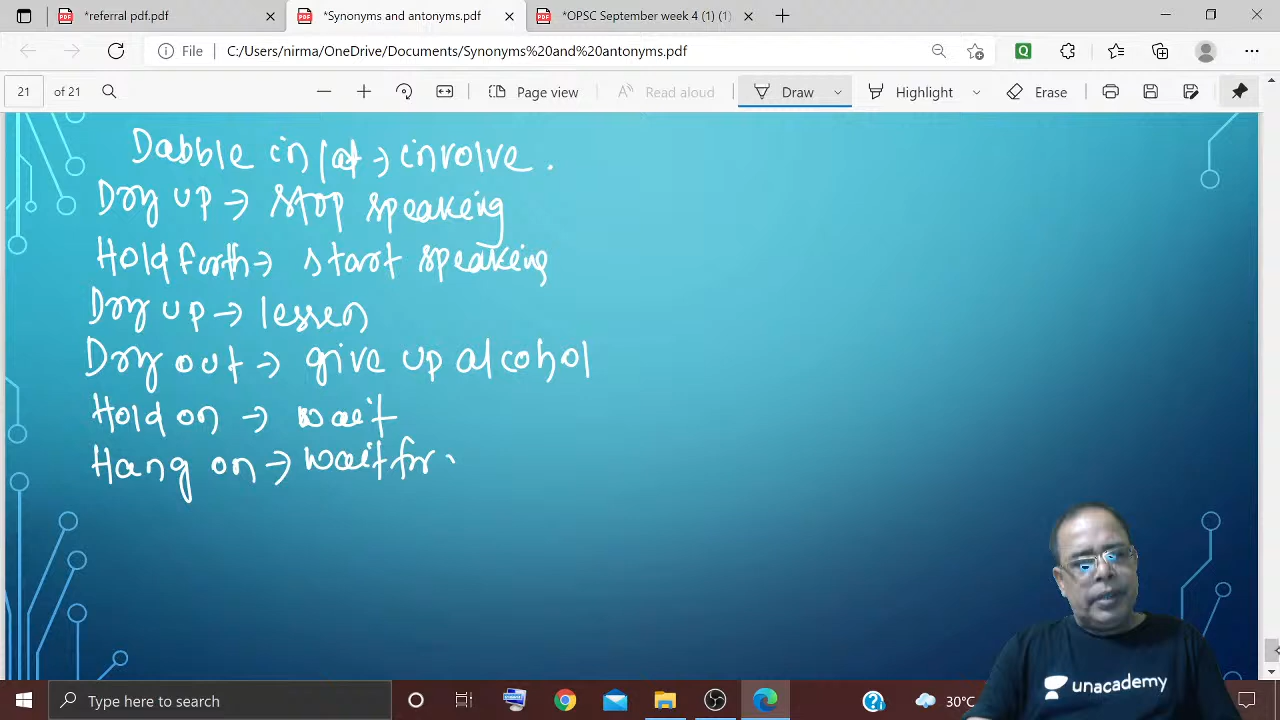 *referral pdf.pdf
*Synonyms and antonyms.pdf
*OPSC September week 4 (1) (1)
File
C:/Users/nirma/OneDrive/Documents/Synonyms%20and%20antonyms.pdf
21 of 21
Page view
Read aloud
Draw
Highlight
Erase
Dabble in/at → involve.
Dry up → stop speaking
Hold forth → start speaking
Dry up → lessen
Dry out → give up alcohol
Hold on → wait
Hang on → wait for
unacademy
Type here to search
30°C